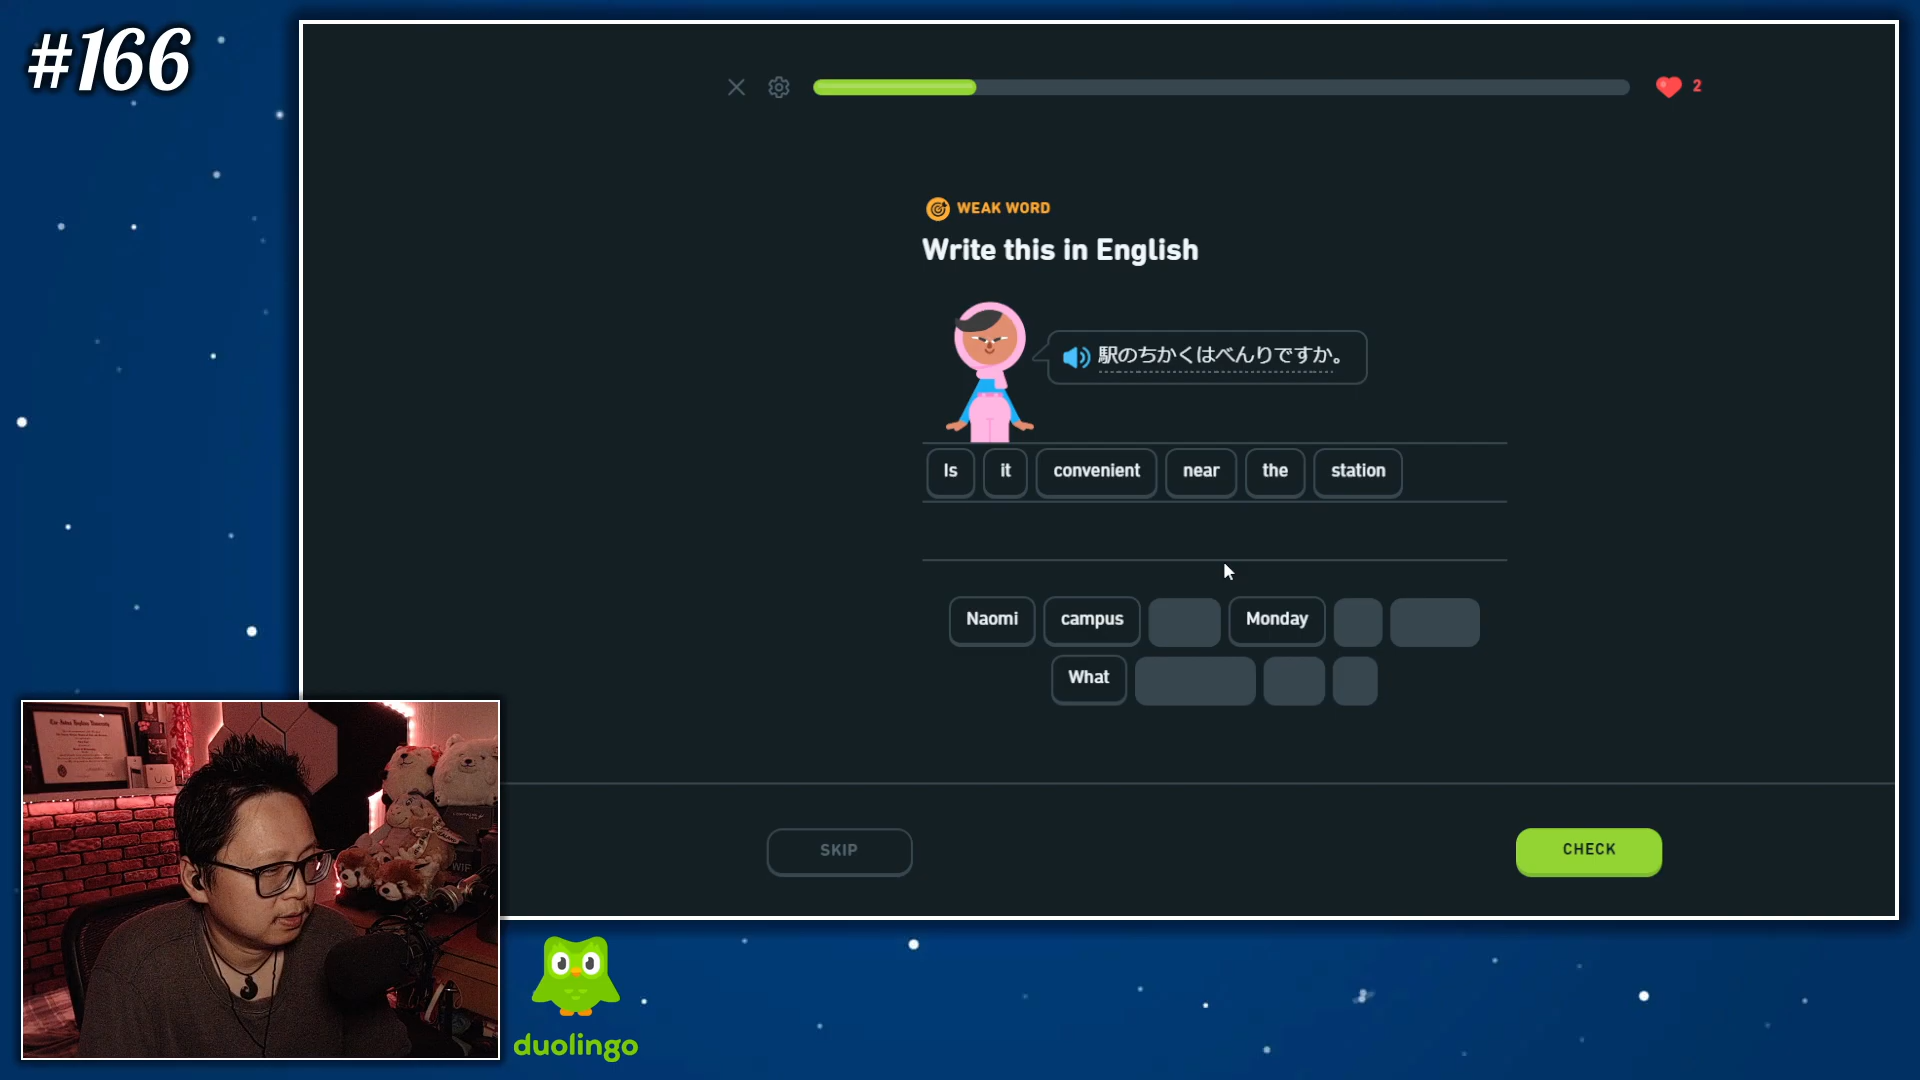 #166
2
WEAK WORD
Write this in English
駅のちかくはべんりですか。
Is it convenient near the station
Naomi campus Monday
What
SKIP
CHECK
duolingo